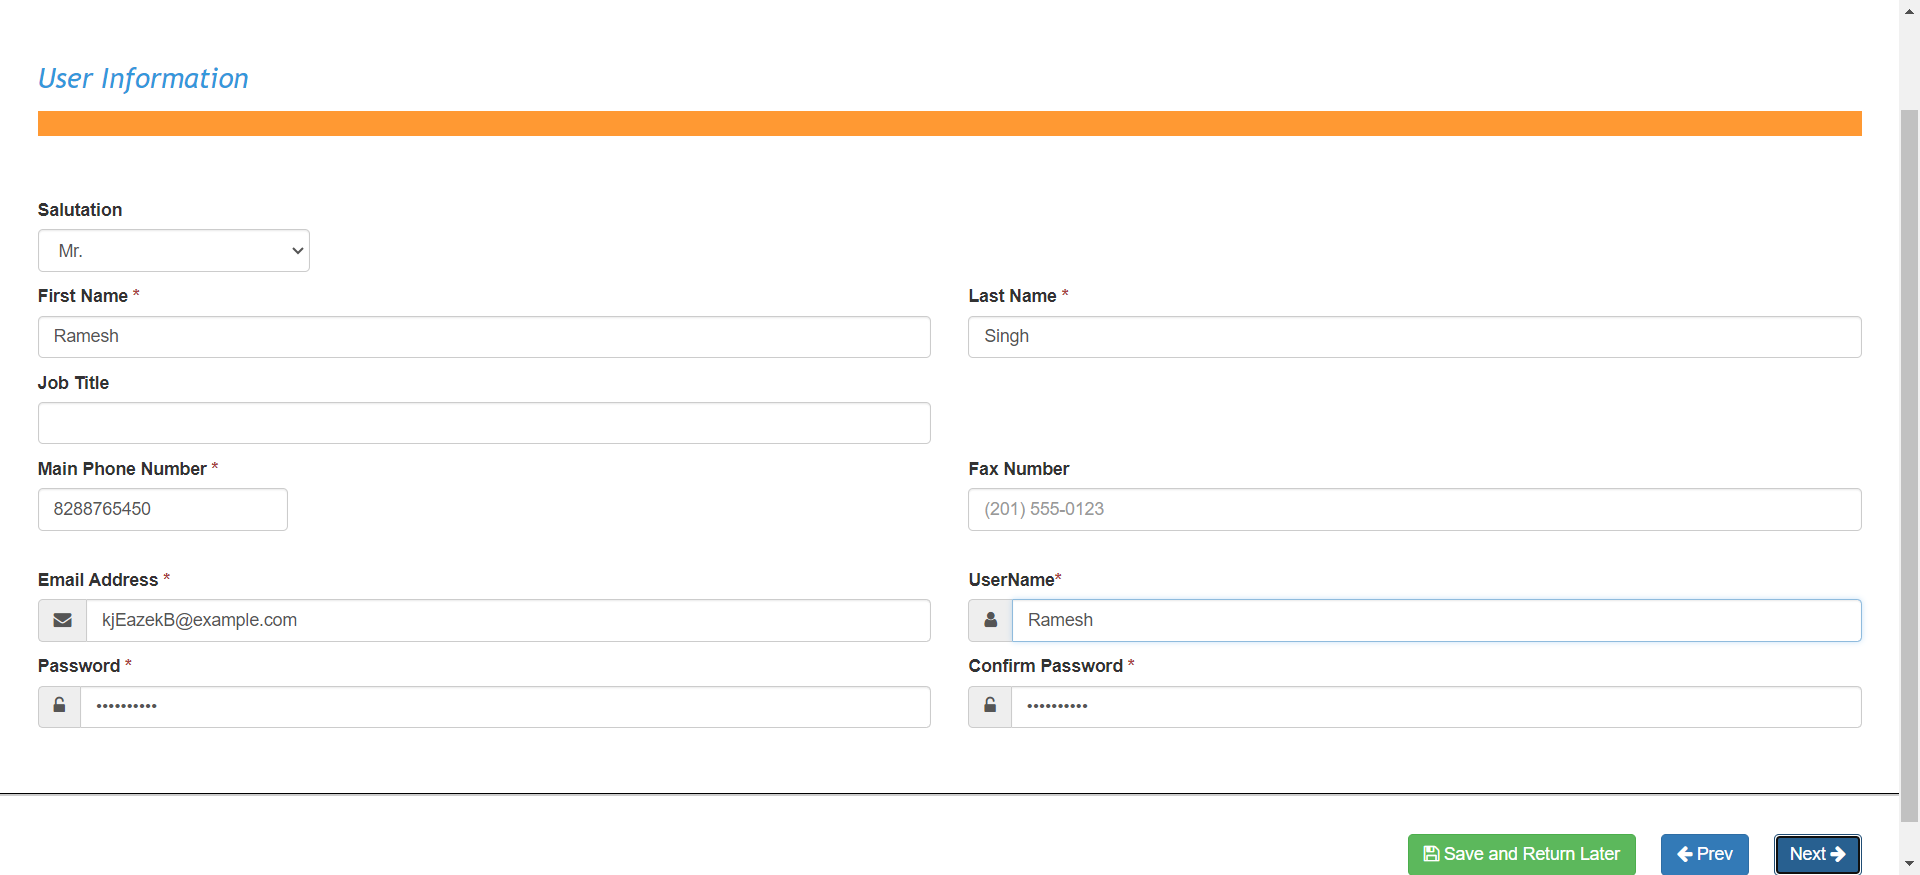 User Information
Salutation
Mr.
First Name *
Last Name *
Ramesh
Singh
Job Title
Main Phone Number *
Fax Number
8288765450
(201) 555-0123
Email Address *
UserName*
kjEazekB@example.com
Ramesh
Password *
Confirm Password *
••••••••••
••••••••••
Save and Return Later
Prev
Next